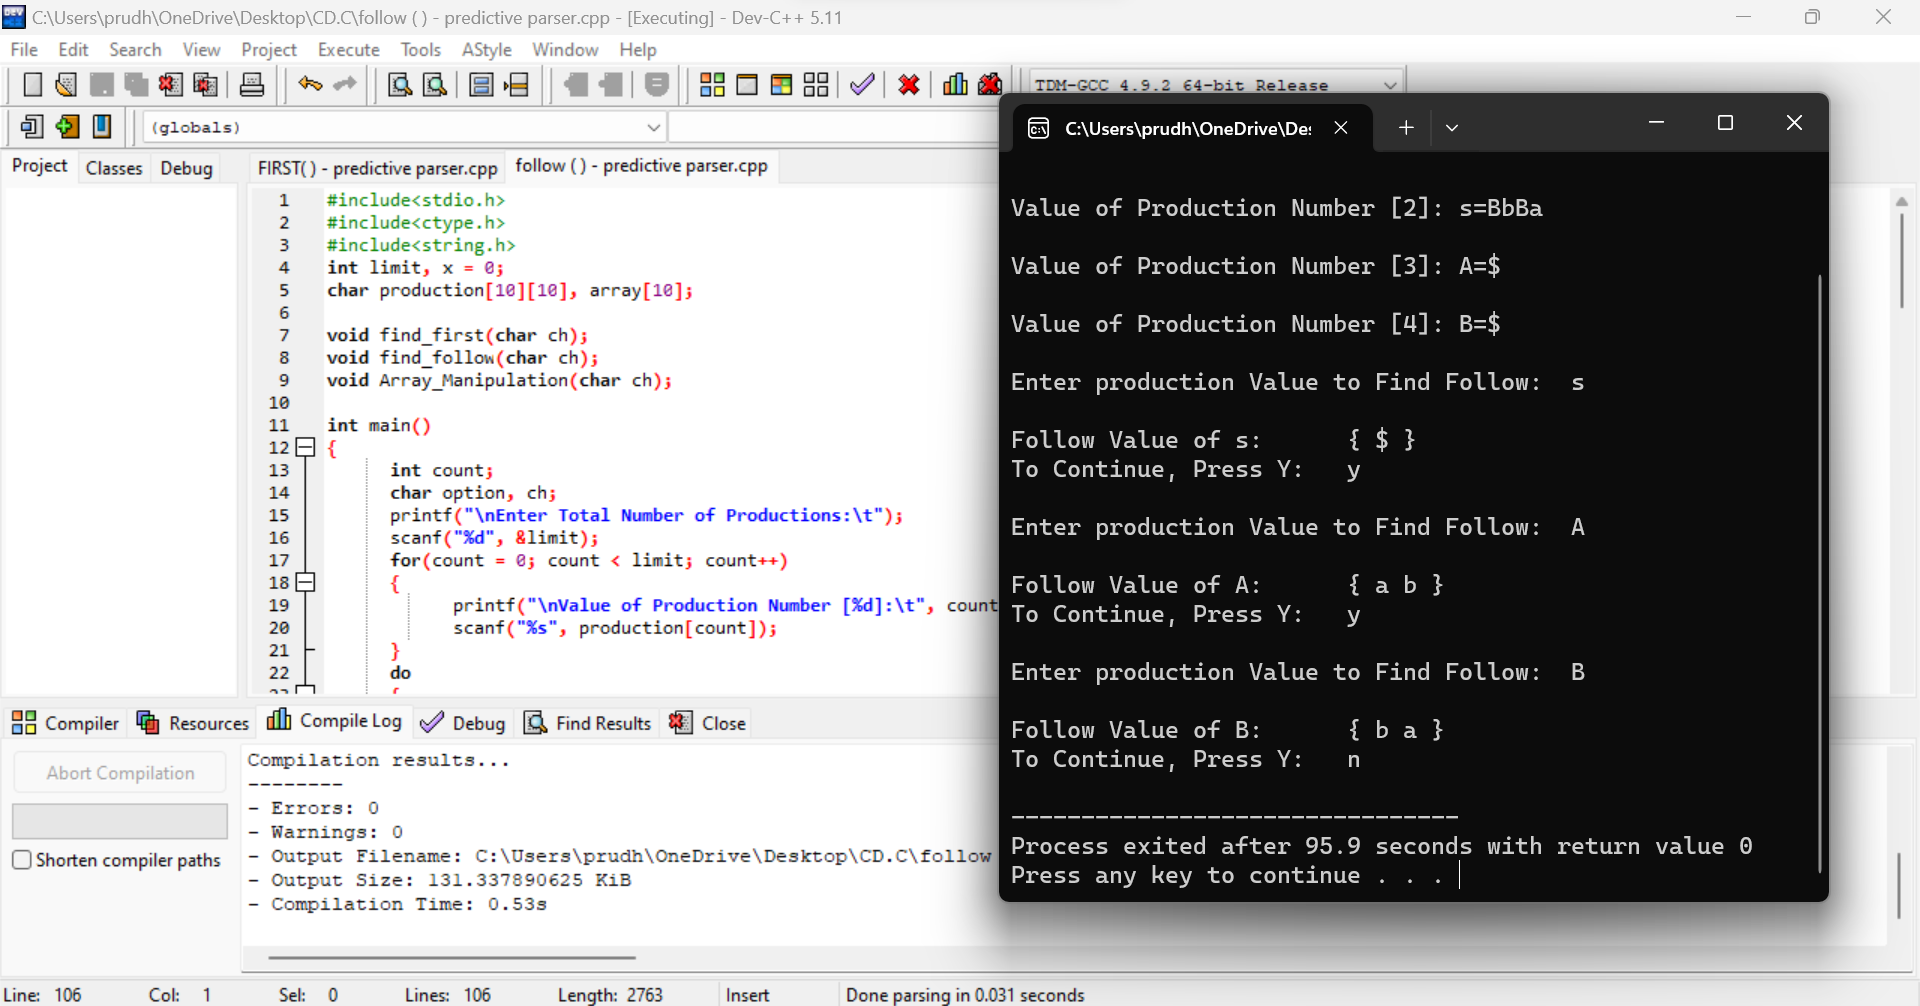 C:\Users\prudh\OneDrive\Desktop\CD.C\follow ( ) - predictive parser.cpp - [Executing] - Dev-C++ 5.11
File Edit Search View Project Execute Tools AStyle Window Help
TDM-GCC 4.9.2 64-bit Release
(globals)
Project Classes Debug
FIRST( ) - predictive parser.cpp follow ( ) - predictive parser.cpp
1 #include<stdio.h>
2 #include<ctype.h>
3 #include<string.h>
4 int limit, x = 0;
5 char production[10][10], array[10];
6
7 void find_first(char ch);
8 void find_follow(char ch);
9 void Array_Manipulation(char ch);
10
11 int main()
12 {
13 int count;
14 char option, ch;
15 printf("\nEnter Total Number of Productions:\t");
16 scanf("%d", &limit);
17 for(count = 0; count < limit; count++)
18 {
19 printf("\nValue of Production Number [%d]:\t", count
20 scanf("%s", production[count]);
21 }
22 do
23 {
Compiler Resources Compile Log Debug Find Results Close
Abort Compilation
Shorten compiler paths
Compilation results...
--------
- Errors: 0
- Warnings: 0
- Output Filename: C:\Users\prudh\OneDrive\Desktop\CD.C\follow
- Output Size: 131.337890625 KiB
- Compilation Time: 0.53s
Line: 106 Col: 1 Sel: 0 Lines: 106 Length: 2763 Insert Done parsing in 0.031 seconds
C:\Users\prudh\OneDrive\De
Value of Production Number [2]: s=BbBa
Value of Production Number [3]: A=$
Value of Production Number [4]: B=$
Enter production Value to Find Follow: s
Follow Value of s: { $ }
To Continue, Press Y: y
Enter production Value to Find Follow: A
Follow Value of A: { a b }
To Continue, Press Y: y
Enter production Value to Find Follow: B
Follow Value of B: { b a }
To Continue, Press Y: n
--------------------------------
Process exited after 95.9 seconds with return value 0
Press any key to continue . . .